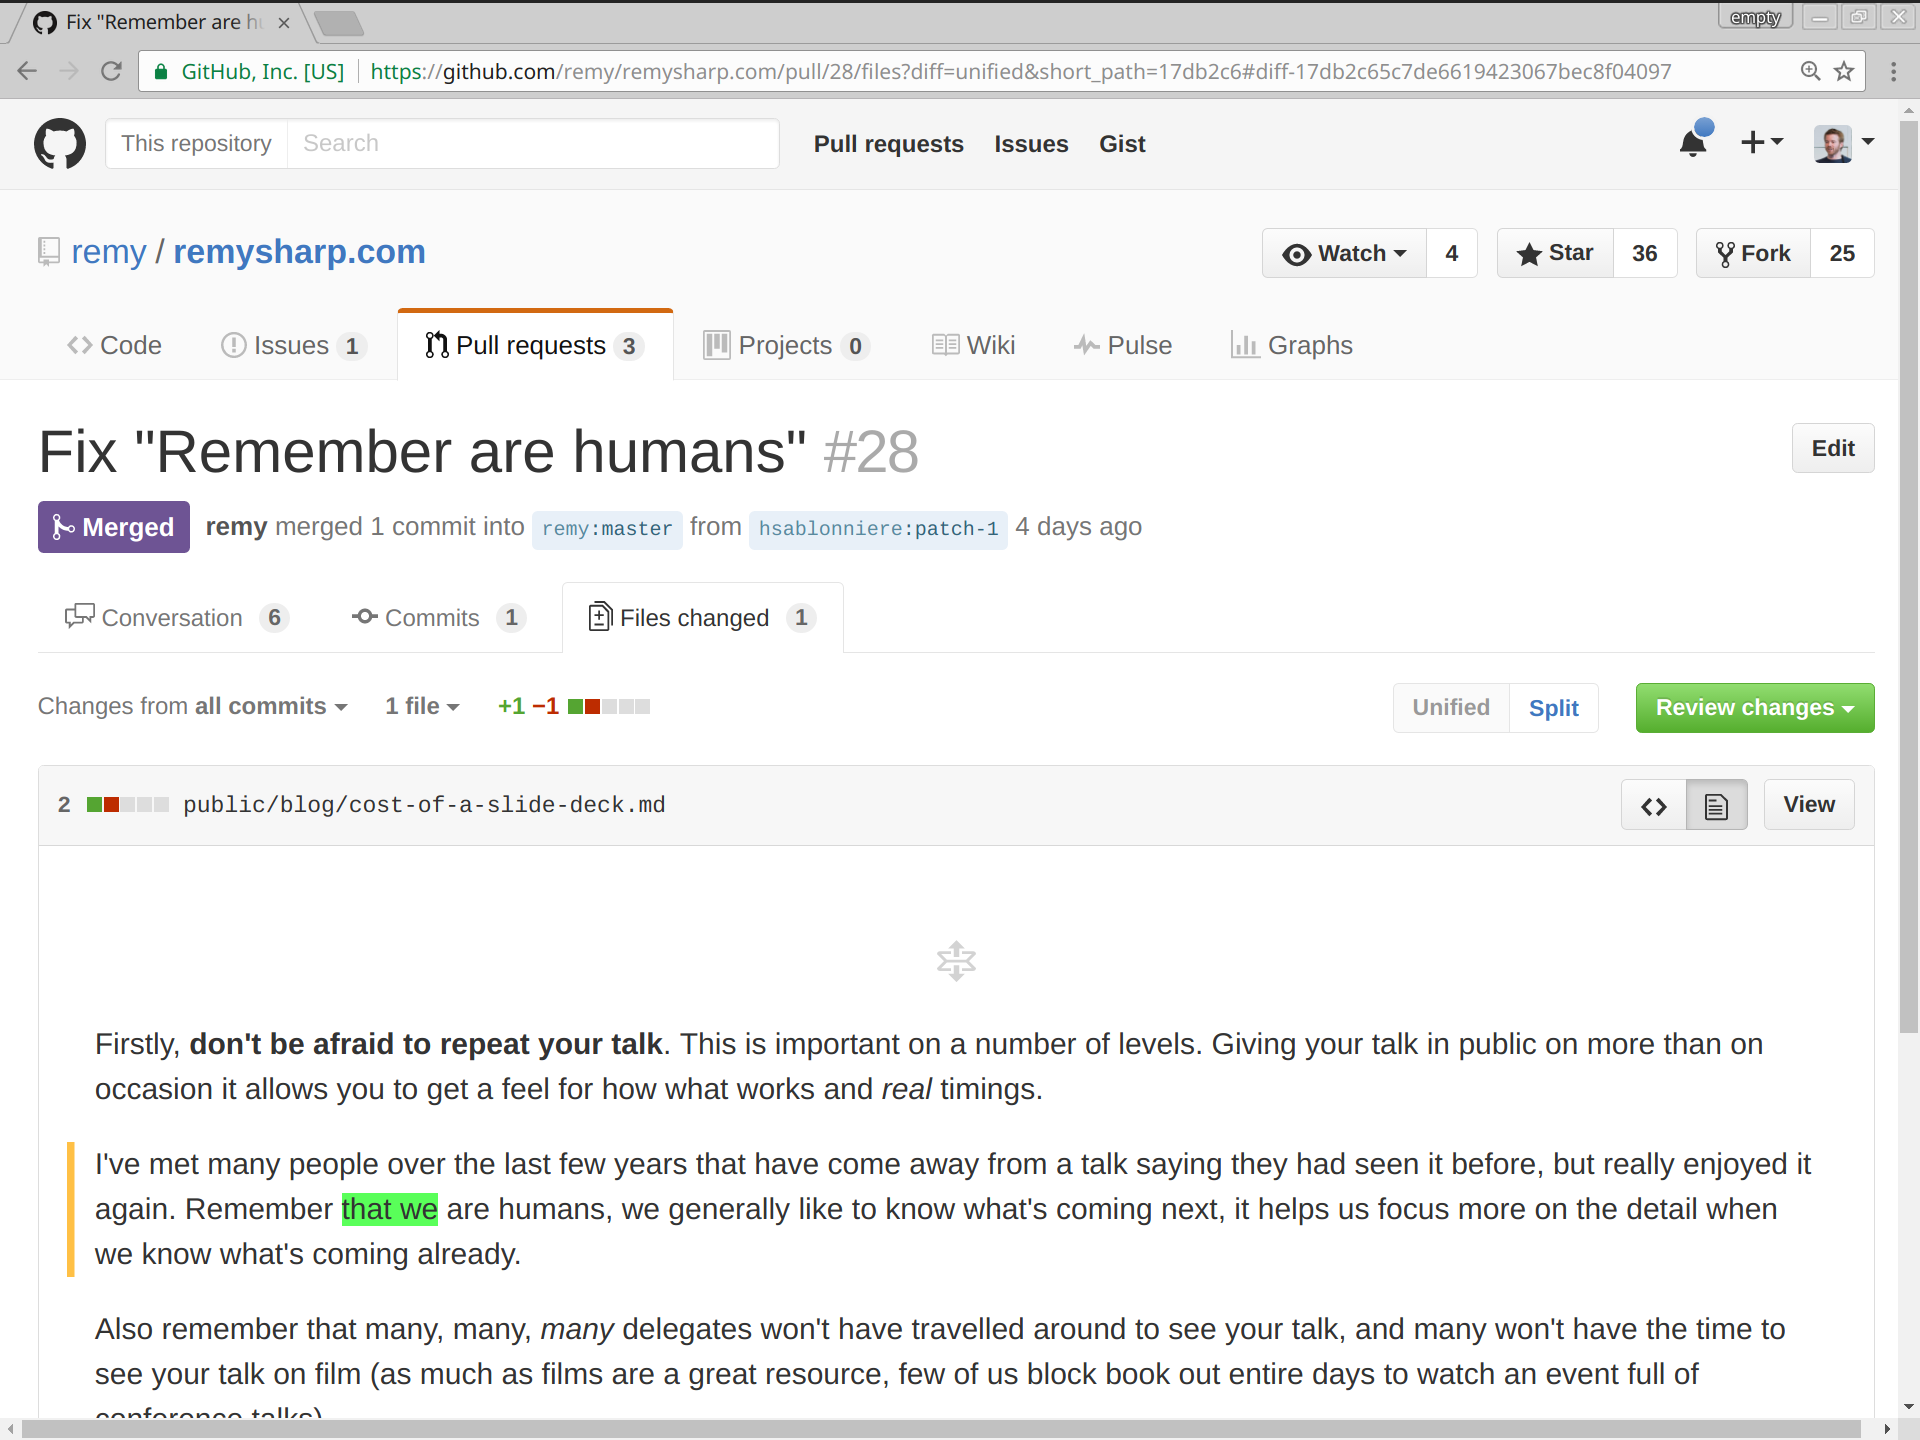 Fix "Remember are hu
empty
GitHub, Inc. [US] https://github.com/remy/remysharp.com/pull/28/files?diff=unified&short_path=17db2c6#diff-17db2c65c7de6619423067bec8f04097
This repository Search Pull requests Issues Gist
remy / remysharp.com Watch 4 Star 36 Fork 25
Code Issues 1 Pull requests 3 Projects 0 Wiki Pulse Graphs
Fix "Remember are humans" #28 Edit
Merged remy merged 1 commit into remy:master from hsablonniere:patch-1 4 days ago
Conversation 6 Commits 1 Files changed 1
Changes from all commits 1 file +1 −1 Unified Split Review changes
2 public/blog/cost-of-a-slide-deck.md View
Firstly, don't be afraid to repeat your talk. This is important on a number of levels. Giving your talk in public on more than on
occasion it allows you to get a feel for how what works and real timings.
I've met many people over the last few years that have come away from a talk saying they had seen it before, but really enjoyed it
again. Remember that we are humans, we generally like to know what's coming next, it helps us focus more on the detail when
we know what's coming already.
Also remember that many, many, many delegates won't have travelled around to see your talk, and many won't have the time to
see your talk on film (as much as films are a great resource, few of us block book out entire days to watch an event full of
conference talks)